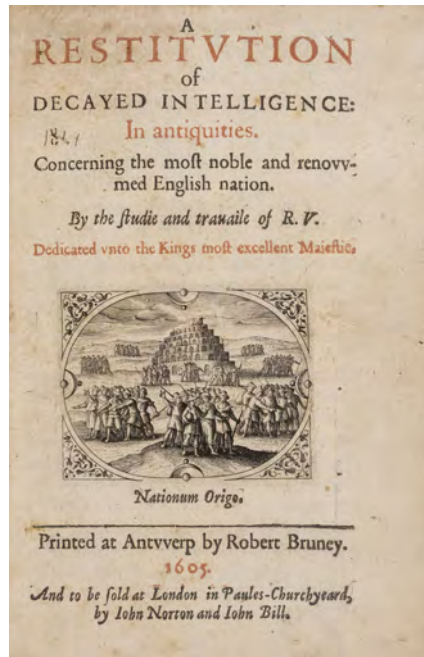 A
RESTITVTION
of
DECAYED INTELLIGENCE:
In antiquities.
Concerning the moſt noble and renovv-
med Engliſh nation.
By the ſtudie and trauaile of R. V.
Dedicated vnto the Kings moſt excellent Maieſtie.
Nationum Origo.
Printed at Antvverp by Robert Bruney.
1605.
And to be ſold at London in Paules-Churchyeard,
by Iohn Norton and Iohn Bill.